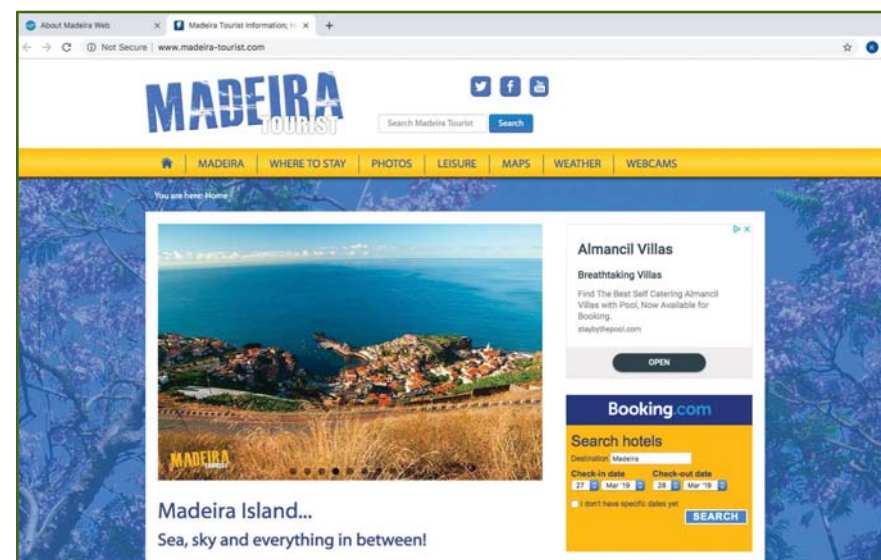 About Madeira Web
Madeira Tourist Information; H
Not Secure | www.madeira-tourist.com
MADEIRA
TOURIST
Search Madeira Tourist
Search
MADEIRA
WHERE TO STAY
PHOTOS
LEISURE
MAPS
WEATHER
WEBCAMS
You are here: Home
MADEIRA
TOURIST
Madeira Island...
Sea, sky and everything in between!
Almancil Villas
Breathtaking Villas
Find The Best Self Catering Almancil
Villas with Pool, Now Available for
Booking.
staybythepool.com
OPEN
Booking.com
Search hotels
Destination Madeira
Check-in date Check-out date
27 Mar '19 28 Mar '19
I don't have specific dates yet
SEARCH